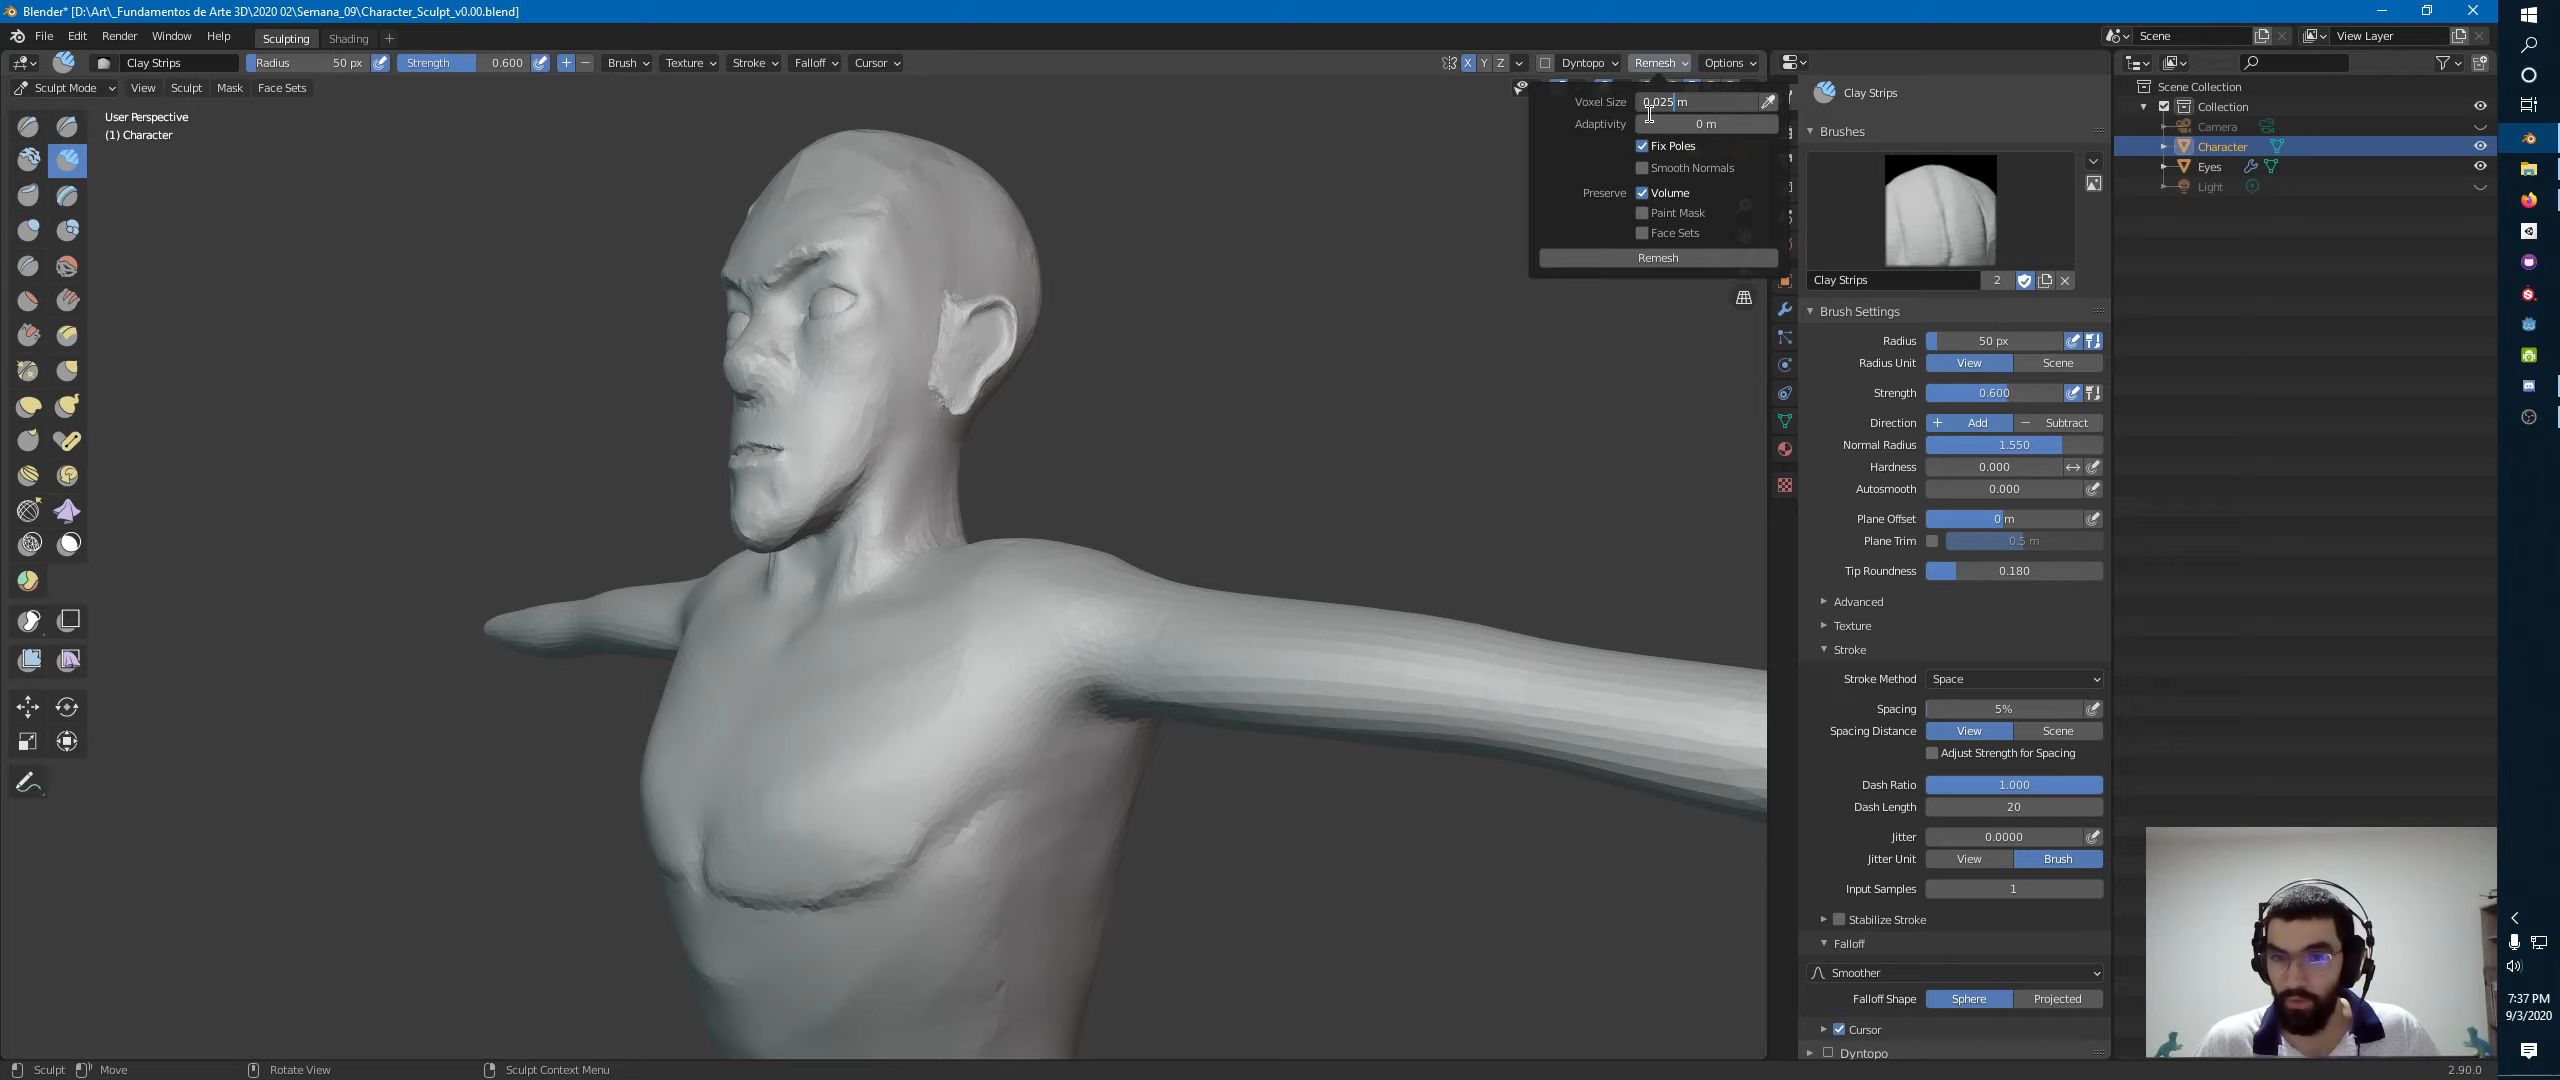 Blender* [D:\Art\_Fundamentos de Arte 3D\2020 02\Semana_09\Character_Sculpt_v0.00.blend]
File Edit Render Window Help Sculpting Shading + Scene View Layer
Clay Strips Radius 50 px Strength 0.600 + − Brush Texture Stroke Falloff Cursor X Y Z Dyntopo Remesh Options
Sculpt Mode View Sculpt Mask Face Sets
User Perspective
(1) Character
Voxel Size 0.025 m
Adaptivity 0 m
Fix Poles
Smooth Normals
Preserve Volume
Paint Mask
Face Sets
Remesh
Clay Strips
Brushes
Clay Strips 2
Brush Settings
Radius 50 px
Radius Unit View Scene
Strength 0.600
Direction + Add − Subtract
Normal Radius 1.550
Hardness 0.000
Autosmooth 0.000
Plane Offset 0 m
Plane Trim 0.5 m
Tip Roundness 0.180
Advanced
Texture
Stroke
Stroke Method Space
Spacing 5%
Spacing Distance View Scene
Adjust Strength for Spacing
Dash Ratio 1.000
Dash Length 20
Jitter 0.0000
Jitter Unit View Brush
Input Samples 1
Stabilize Stroke
Falloff
Smoother
Falloff Shape Sphere Projected
Cursor
Dyntopo
Scene Collection
Collection
Camera
Character
Eyes
Light
7:37 PM
9/3/2020
Sculpt Move Rotate View Sculpt Context Menu 2.90.0